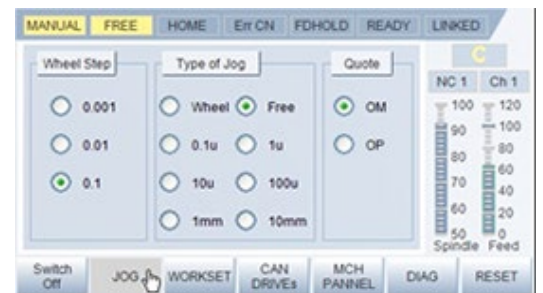 MANUAL FREE HOME Err CN FDHOLD READY LINKED
Wheel Step Type of Jog Quote C
NC 1 Ch 1
0.001 Wheel Free OM 100 120
0.01 0.1u 1u OP 90 100
80 80
0.1 10u 100u 70 60
40
1mm 10mm 60 20
50 0
Spindle Feed
Switch Off JOG WORKSET CAN DRIVEs MCH PANNEL DIAG RESET